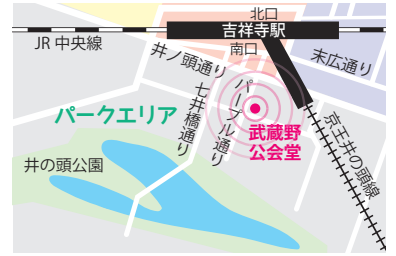 北口
吉祥寺駅
南口
JR 中央線
井ノ頭通り
末広通り
七井橋通り
パープル通り
パークエリア
武蔵野
公会堂
京王井の頭線
井の頭公園